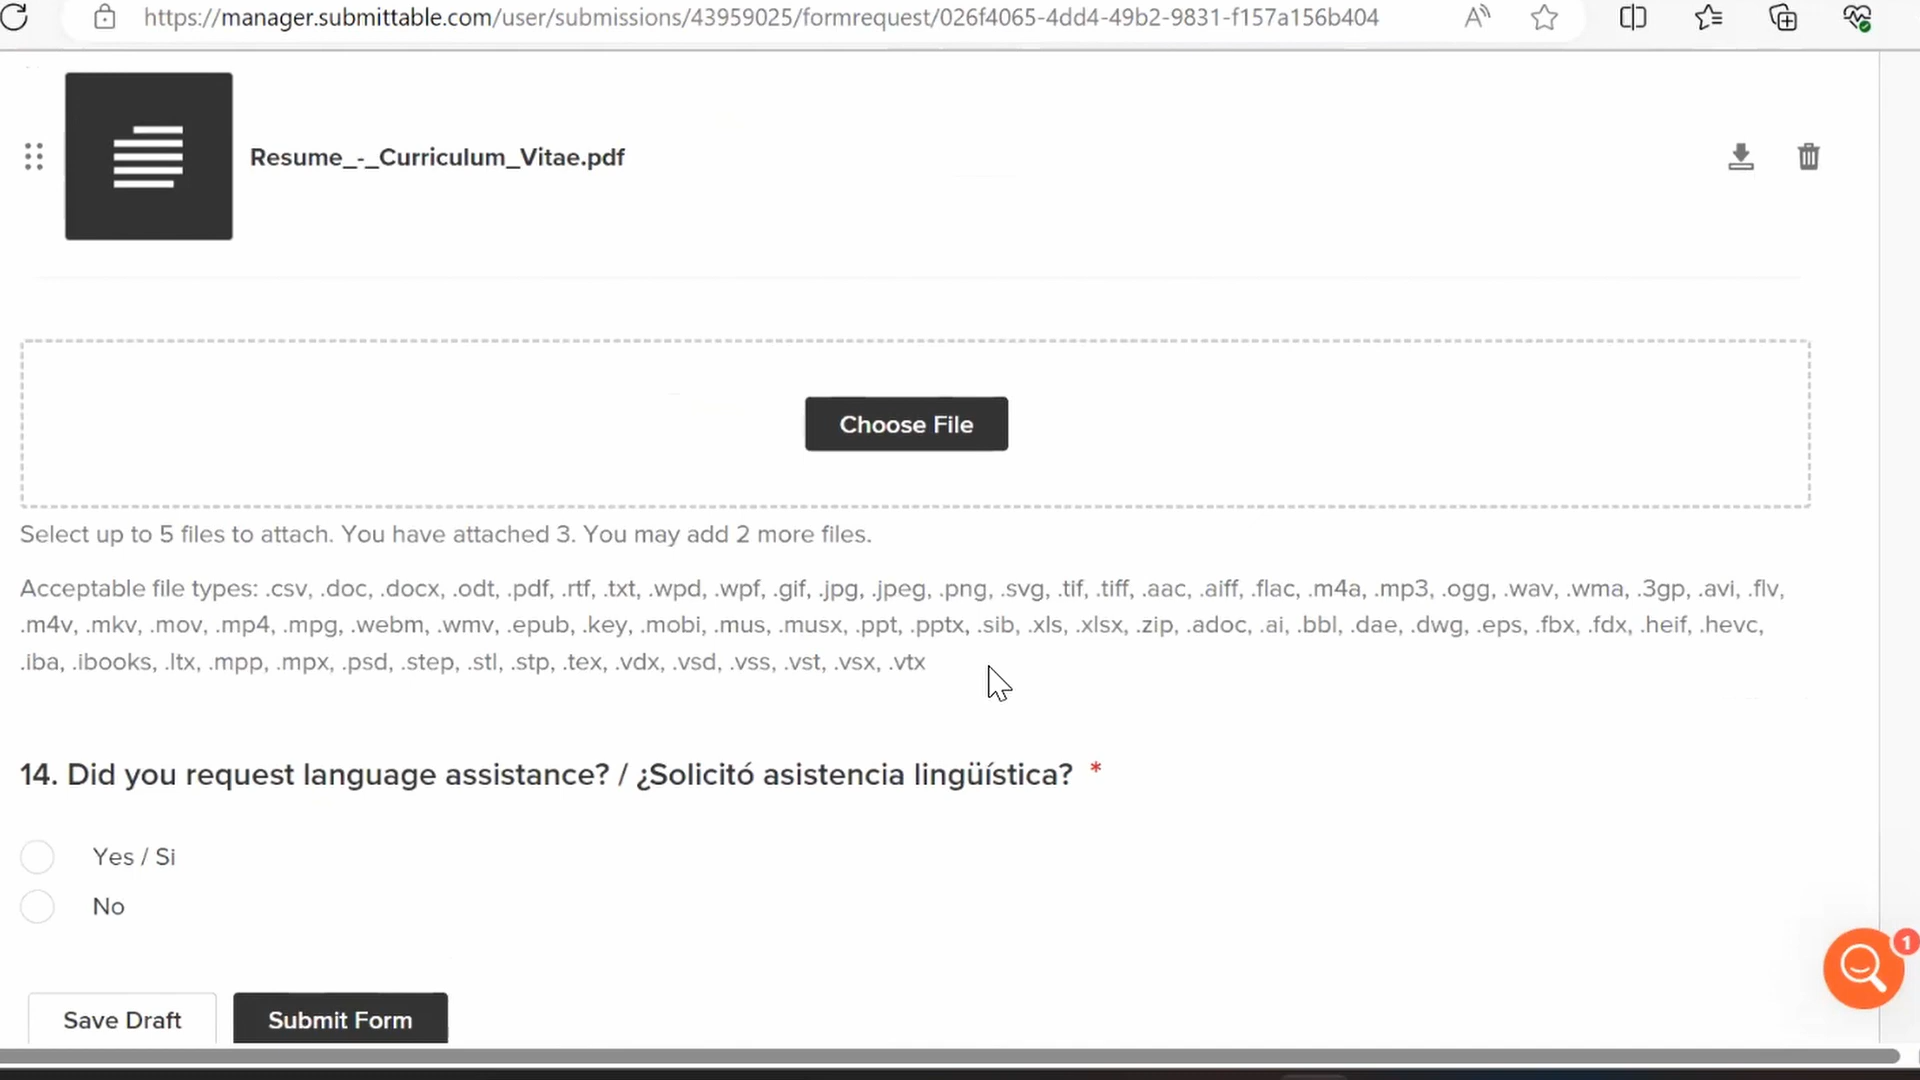 https://manager.submittable.com/user/submissions/43959025/formrequest/026f4065-4dd4-49b2-9831-f157a156b404
Resume_-_Curriculum_Vitae.pdf
Choose File
Select up to 5 files to attach. You have attached 3. You may add 2 more files.
Acceptable file types: .csv, .doc, .docx, .odt, .pdf, .rtf, .txt, .wpd, .wpf, .gif, .jpg, .jpeg, .png, .svg, .tif, .tiff, .aac, .aiff, .flac, .m4a, .mp3, .ogg, .wav, .wma, .3gp, .avi, .flv,
.m4v, .mkv, .mov, .mp4, .mpg, .webm, .wmv, .epub, .key, .mobi, .mus, .musx, .ppt, .pptx, .sib, .xls, .xlsx, .zip, .adoc, .ai, .bbl, .dae, .dwg, .eps, .fbx, .fdx, .heif, .hevc,
.iba, .ibooks, .ltx, .mpp, .mpx, .psd, .step, .stl, .stp, .tex, .vdx, .vsd, .vss, .vst, .vsx, .vtx
14. Did you request language assistance? / ¿Solicitó asistencia lingüística? *
Yes / Si
No
1
Save Draft
Submit Form